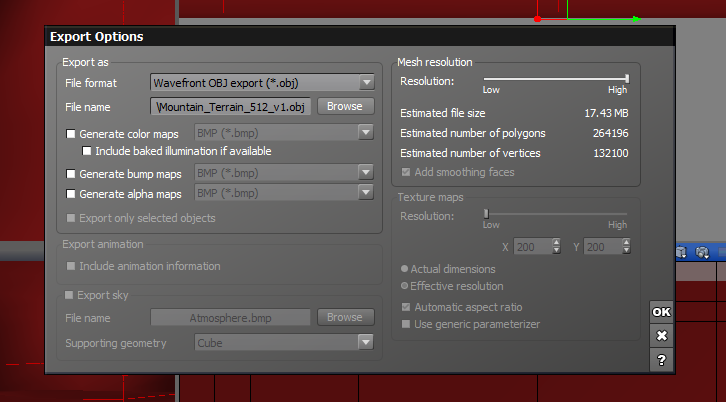 Export Options
Export as
File format
Wavefront OBJ export (*.obj)
File name
\Mountain_Terrain_512_v1.obj
Browse
Generate color maps
BMP (*.bmp)
Include baked illumination if available
Generate bump maps
BMP (*.bmp)
Generate alpha maps
BMP (*.bmp)
Export only selected objects
Export animation
Include animation information
Export sky
File name
Atmosphere.bmp
Browse
Supporting geometry
Cube
Mesh resolution
Resolution:
Low
High
Estimated file size
17.43 MB
Estimated number of polygons
264196
Estimated number of vertices
132100
Add smoothing faces
Texture maps
Resolution:
Low
High
X
200
Y
200
Actual dimensions
Effective resolution
Automatic aspect ratio
Use generic parameterizer
OK
?